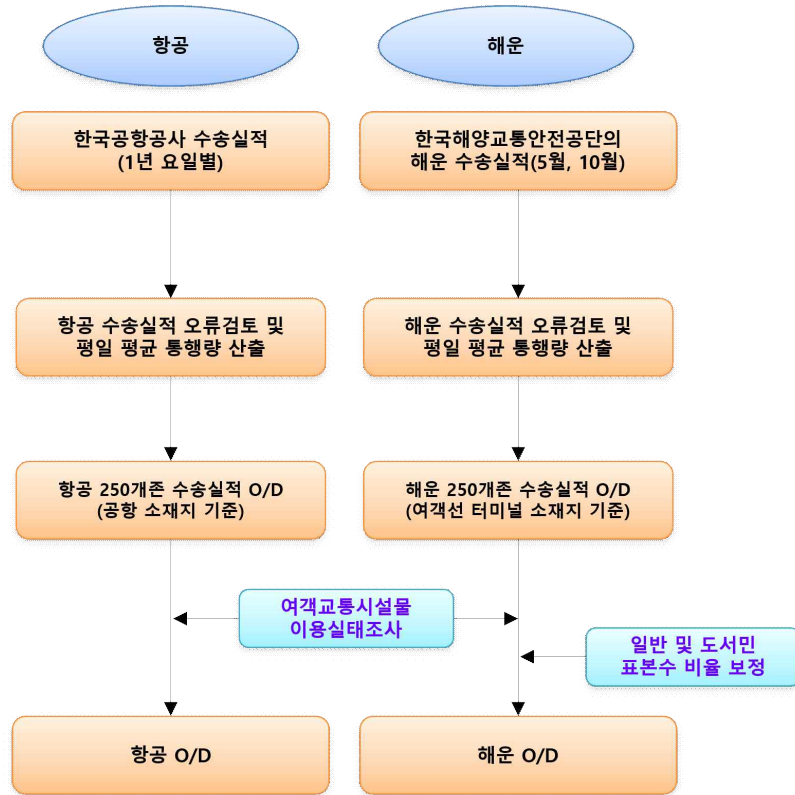 항공
해운
한국공항공사 수송실적
(1년 요일별)
한국해양교통안전공단의
해운 수송실적(5월, 10월)
항공 수송실적 오류검토 및
평일 평균 통행량 산출
해운 수송실적 오류검토 및
평일 평균 통행량 산출
항공 250개존 수송실적 O/D
(공항 소재지 기준)
해운 250개존 수송실적 O/D
(여객선 터미널 소재지 기준)
여객교통시설물
이용실태조사
일반 및 도서민
표본수 비율 보정
항공 O/D
해운 O/D